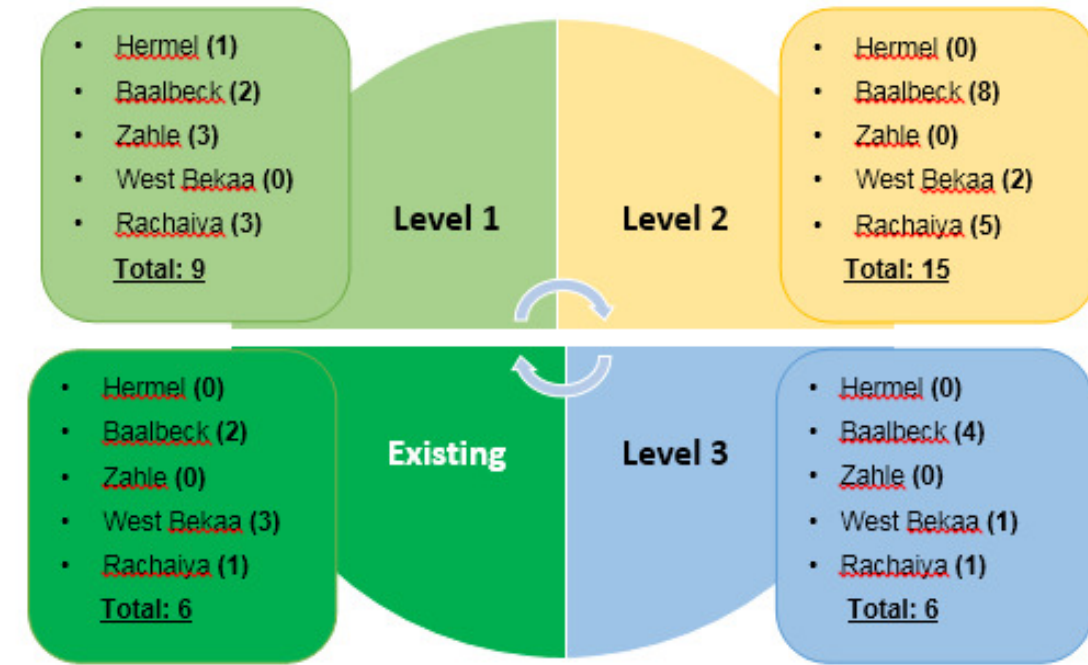 • Hermel (1)
• Baalbeck (2)
• Zahle (3)
• West Bekaa (0)
• Rachaiya (3)
Total: 9
Level 1
Level 2
• Hermel (0)
• Baalbeck (8)
• Zahle (0)
• West Bekaa (2)
• Rachaiya (5)
Total: 15
• Hermel (0)
• Baalbeck (2)
• Zahle (0)
• West Bekaa (3)
• Rachaiya (1)
Total: 6
Existing
Level 3
• Hermel (0)
• Baalbeck (4)
• Zahle (0)
• West Bekaa (1)
• Rachaiya (1)
Total: 6